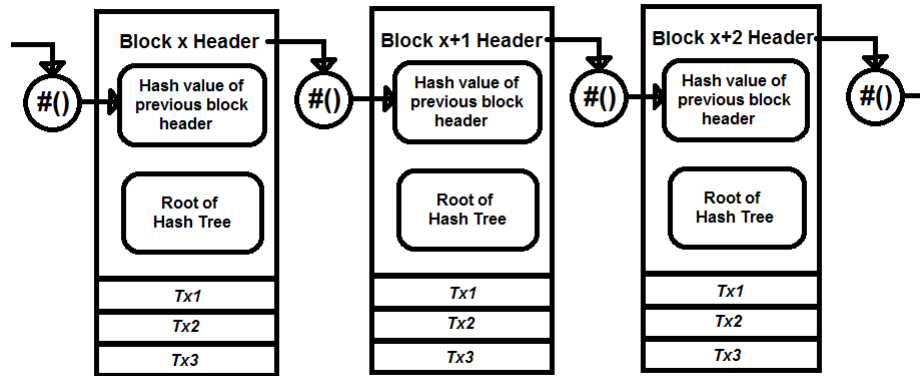 Block x Header
#()
Hash value of
previous block
header
Root of
Hash Tree
Tx1
Tx2
Tx3
Block x+1 Header
#()
Hash value of
previous block
header
Root of
Hash Tree
Tx1
Tx2
Tx3
Block x+2 Header
#()
Hash value of
previous block
header
Root of
Hash Tree
Tx1
Tx2
Tx3
#()